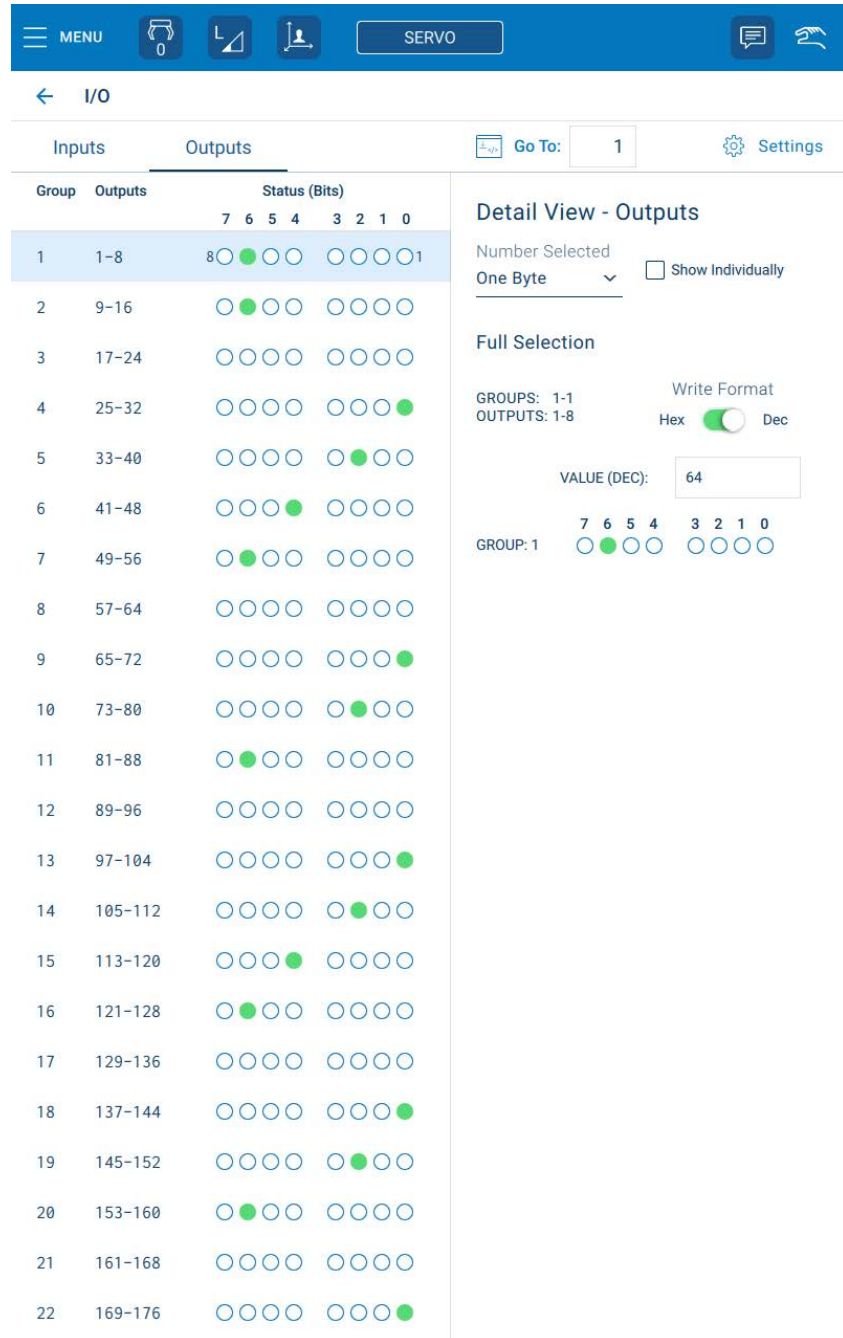 MENU 0 L SERVO
I/O
Inputs Outputs Go To: 1 Settings
Group Outputs Status (Bits)
7 6 5 4 3 2 1 0
1 1-8 8 1
2 9-16
3 17-24
4 25-32
5 33-40
6 41-48
7 49-56
8 57-64
9 65-72
10 73-80
11 81-88
12 89-96
13 97-104
14 105-112
15 113-120
16 121-128
17 129-136
18 137-144
19 145-152
20 153-160
21 161-168
22 169-176
Detail View - Outputs
Number Selected
One Byte Show Individually
Full Selection
Write Format
GROUPS: 1-1
OUTPUTS: 1-8 Hex Dec
VALUE (DEC): 64
7 6 5 4 3 2 1 0
GROUP: 1